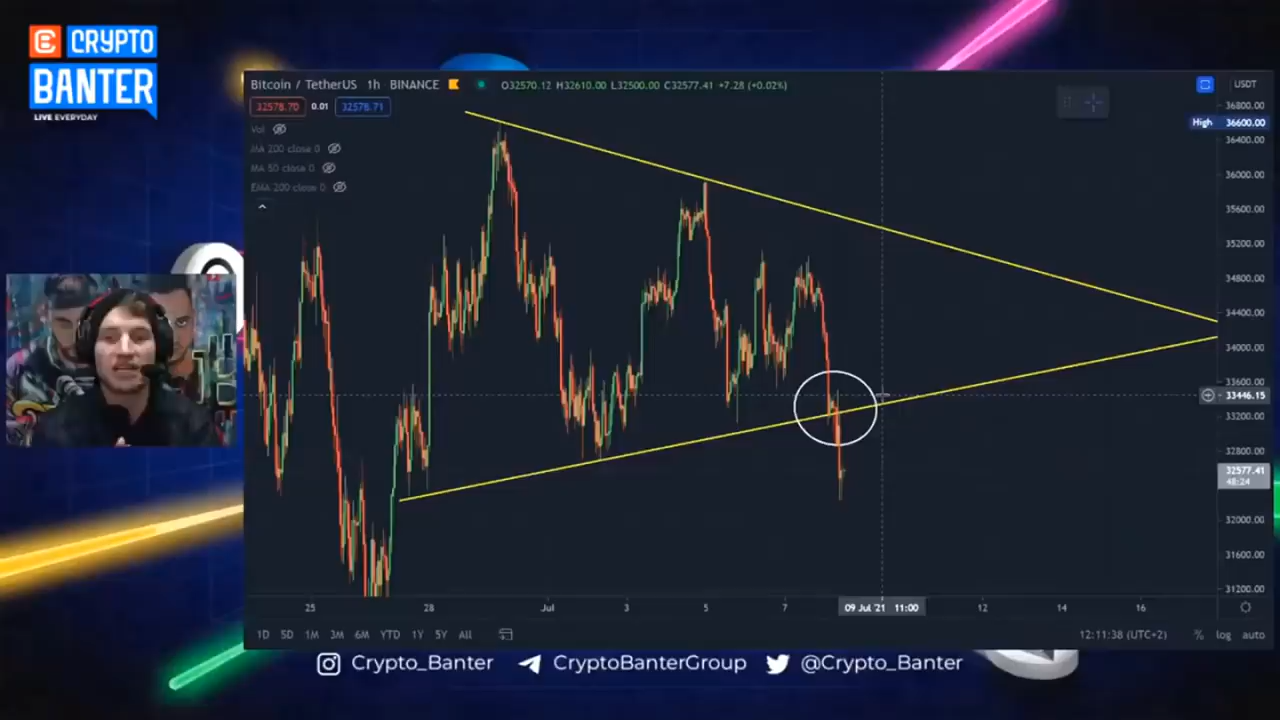 CRYPTO
BANTER
LIVE EVERYDAY
Bitcoin / TetherUS 1h BINANCE O32570.12 H32610.00 L32500.00 C32577.41 +7.28 (+0.02%)
USDT
32578.70 0.01 32578.71
Vol
MA 200 close 0
MA 50 close 0
EMA 200 close 0
36800.00
High 36600.00
36400.00
36000.00
35600.00
35200.00
34800.00
34400.00
34000.00
33600.00
33446.15
33200.00
32800.00
32577.41
48:24
32000.00
31600.00
31200.00
25 28 Jul 3 5 7 09 Jul '21 11:00 12 14 16
1D 5D 1M 3M 6M YTD 1Y 5Y All 12:11:38 (UTC+2) % log auto
Crypto_Banter CryptoBanterGroup @Crypto_Banter